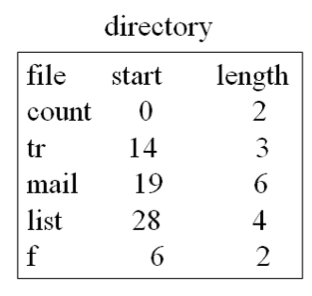 directory
file start length
count 0 2
tr 14 3
mail 19 6
list 28 4
f 6 2